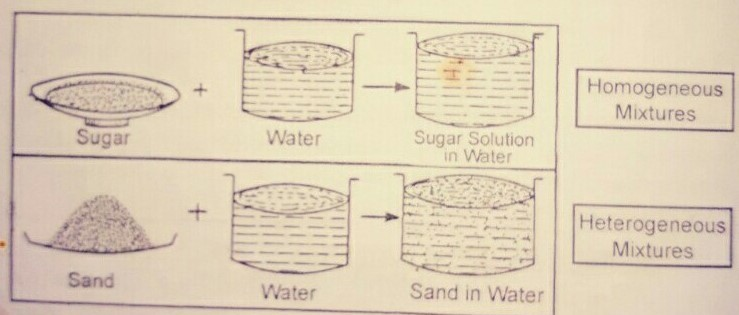 +
Sugar
Water
Sugar Solution
in Water
Homogeneous
Mixtures
+
Sand
Water
Sand in Water
Heterogeneous
Mixtures